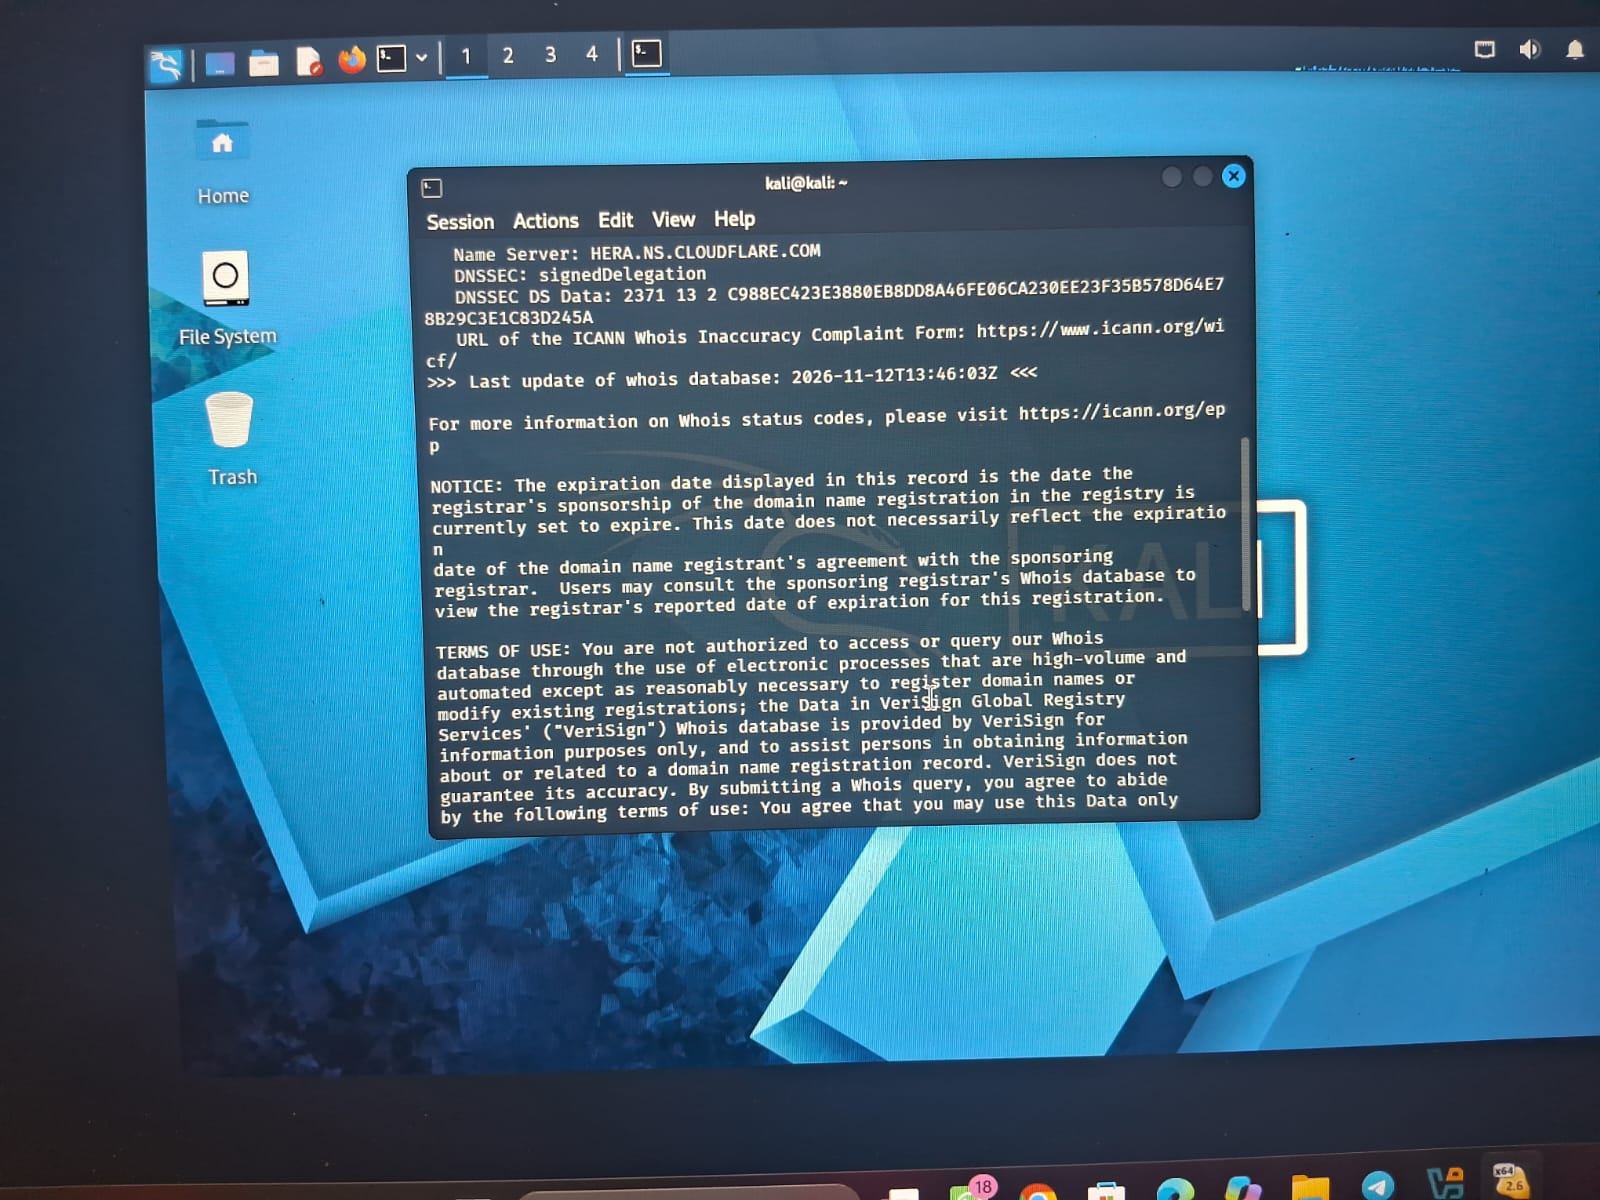 1 2 3 4
Home
File System
Trash
kali@kali: ~
Session Actions Edit View Help
Name Server: HERA.NS.CLOUDFLARE.COM
DNSSEC: signedDelegation
DNSSEC DS Data: 2371 13 2 C988EC423E3880EB8DD8A46FE06CA230EE23F35B578D64E7
8B29C3E1C83D245A
URL of the ICANN Whois Inaccuracy Complaint Form: https://www.icann.org/wi
cf/
>>> Last update of whois database: 2026-11-12T13:46:03Z <<<
For more information on Whois status codes, please visit https://icann.org/ep
p
NOTICE: The expiration date displayed in this record is the date the
registrar's sponsorship of the domain name registration in the registry is
currently set to expire. This date does not necessarily reflect the expiratio
n
date of the domain name registrant's agreement with the sponsoring
registrar.  Users may consult the sponsoring registrar's Whois database to
view the registrar's reported date of expiration for this registration.
TERMS OF USE: You are not authorized to access or query our Whois
database through the use of electronic processes that are high-volume and
automated except as reasonably necessary to register domain names or
modify existing registrations; the Data in VeriSign Global Registry
Services' ("VeriSign") Whois database is provided by VeriSign for
information purposes only, and to assist persons in obtaining information
about or related to a domain name registration record. VeriSign does not
guarantee its accuracy. By submitting a Whois query, you agree to abide
by the following terms of use: You agree that you may use this Data only
KALI
18
x64
2.6